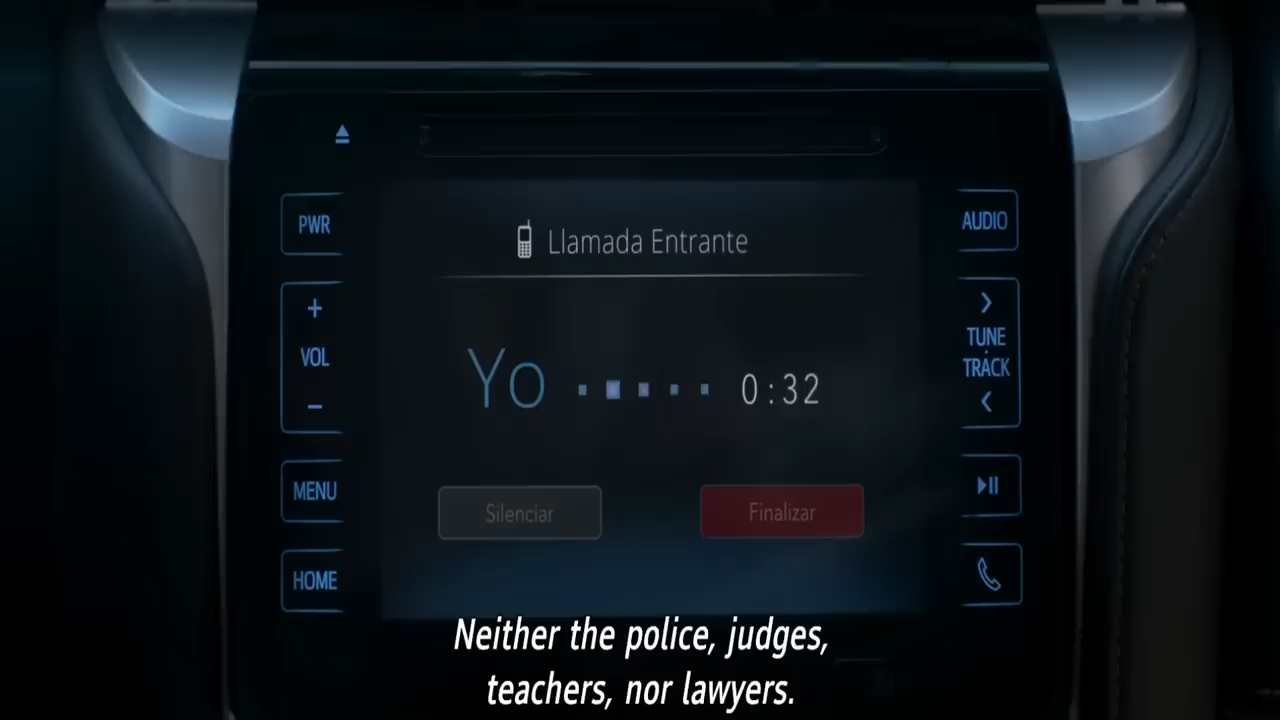 Llamada Entrante
PWR
AUDIO
+
VOL
-
TUNE
TRACK
Yo
0:32
MENU
Silenciar
Finalizar
HOME
Neither the police, judges,
teachers, nor lawyers.